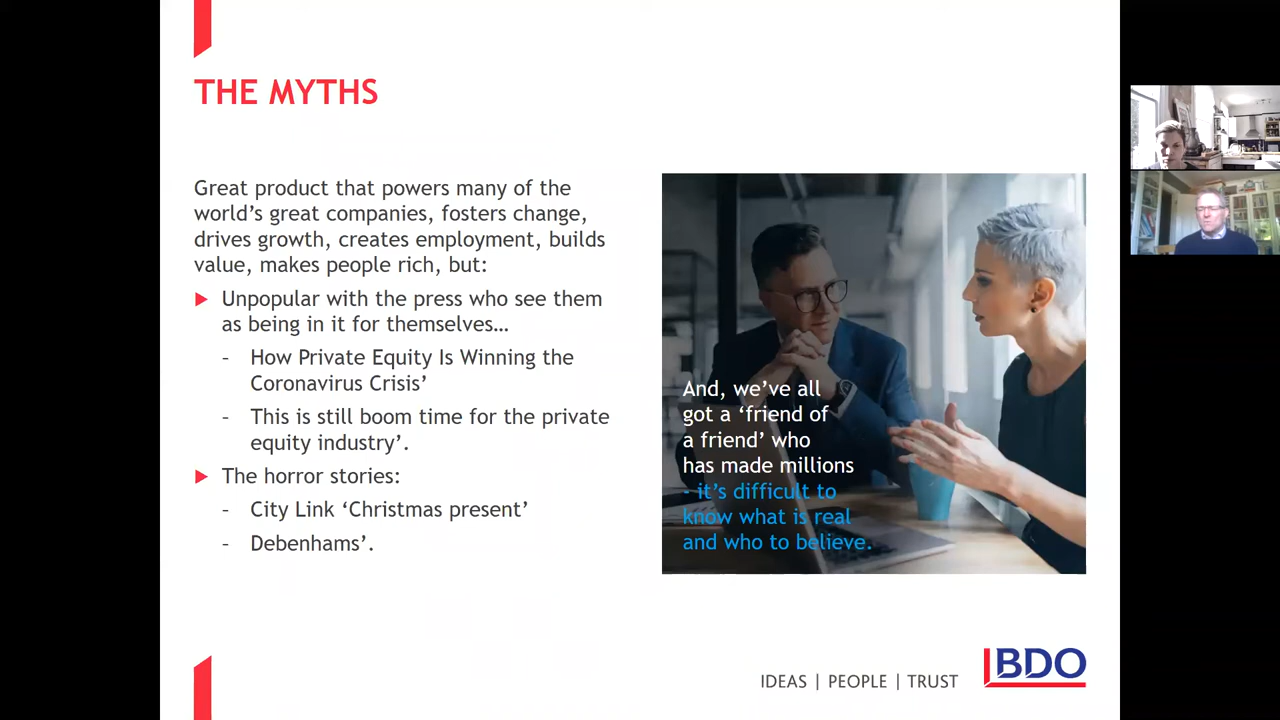 THE MYTHS
Great product that powers many of the
world's great companies, fosters change,
drives growth, creates employment, builds
value, makes people rich, but:
Unpopular with the press who see them
as being in it for themselves…
- How Private Equity Is Winning the
Coronavirus Crisis'
- This is still boom time for the private
equity industry'.
The horror stories:
- City Link 'Christmas present'
- Debenhams'.
And, we've all
got a 'friend of
a friend' who
has made millions
- it's difficult to
know what is real
and who to believe.
IDEAS | PEOPLE | TRUST
BDO